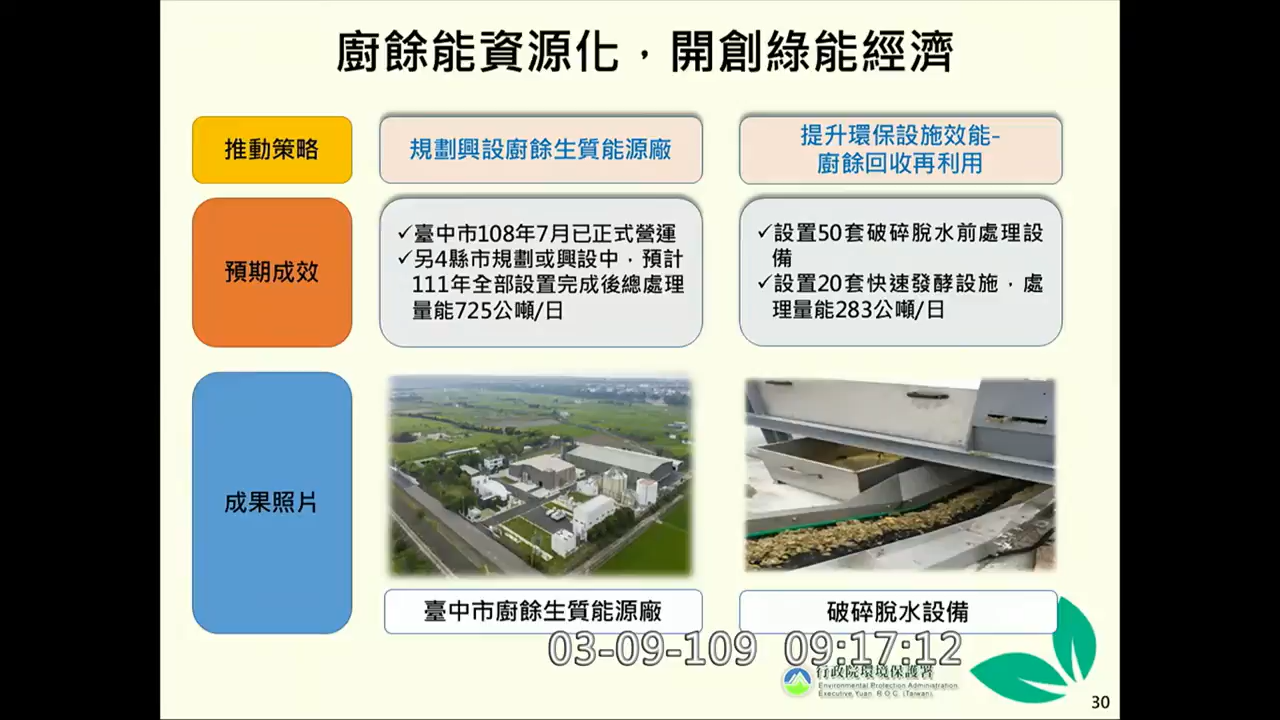 廚餘能資源化，開創綠能經濟
推動策略
規劃興設廚餘生質能源廠
提升環保設施效能-
廚餘回收再利用
預期成效
✓臺中市108年7月已正式營運
✓另4縣市規劃或興設中，預計
111年全部設置完成後總處理
量能725公噸/日
✓設置50套破碎脫水前處理設
備
✓設置20套快速發酵設施，處
理量能283公噸/日
成果照片
臺中市廚餘生質能源廠
破碎脫水設備
03-09-109 09:17:12
行政院環境保護署
Environmental Protection Administration
Executive Yuan, R.O.C. (Taiwan)
30